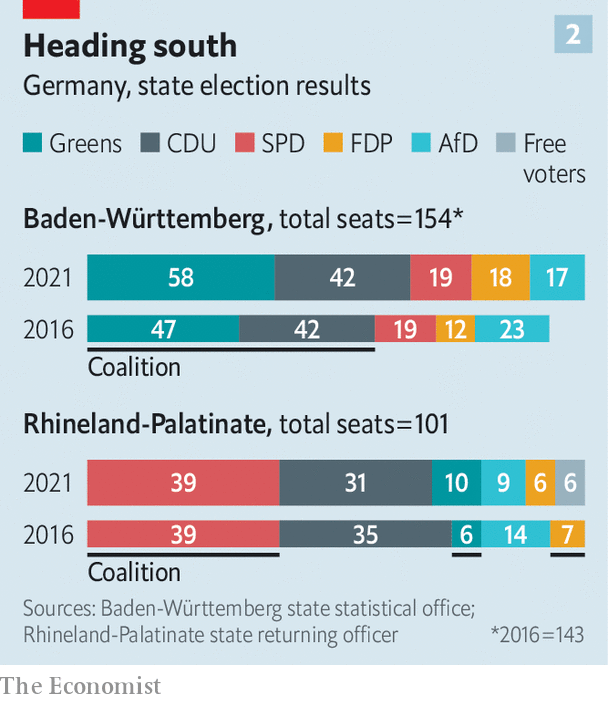 Heading south
2
Germany, state election results
Greens CDU SPD FDP AfD Free
voters
Baden-Württemberg, total seats=154*
2021 58 42 19 18 17
2016 47 42 19 12 23
Coalition
Rhineland-Palatinate, total seats=101
2021 39 31 10 9 6 6
2016 39 35 6 14 7
Coalition
Sources: Baden-Württemberg state statistical office;
Rhineland-Palatinate state returning officer *2016=143
The Economist